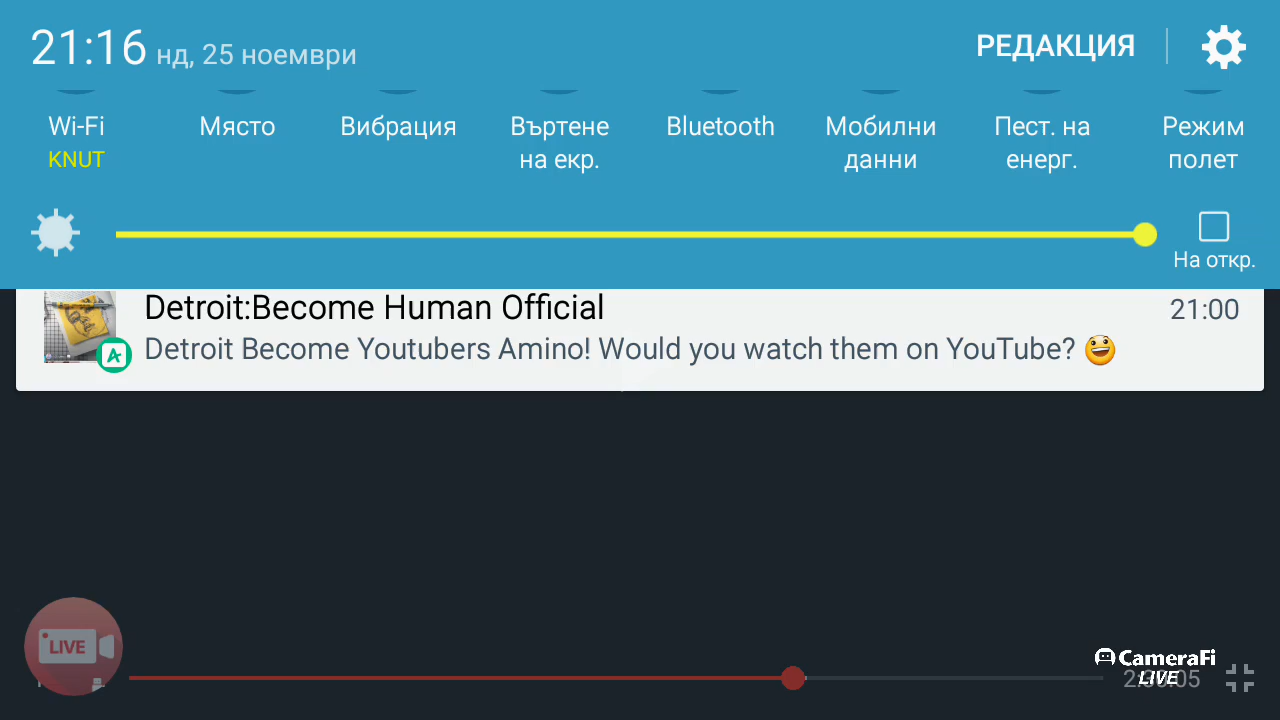 21:16 нд, 25 ноември
РЕДАКЦИЯ
Wi-Fi
KNUT
Място
Вибрация
Въртене
на екр.
Bluetooth
Мобилни
данни
Пест. на
енерг.
Режим
полет
На откр.
Detroit:Become Human Official
21:00
Detroit Become Youtubers Amino! Would you watch them on YouTube? 😃
LIVE
CameraFi
LIVE